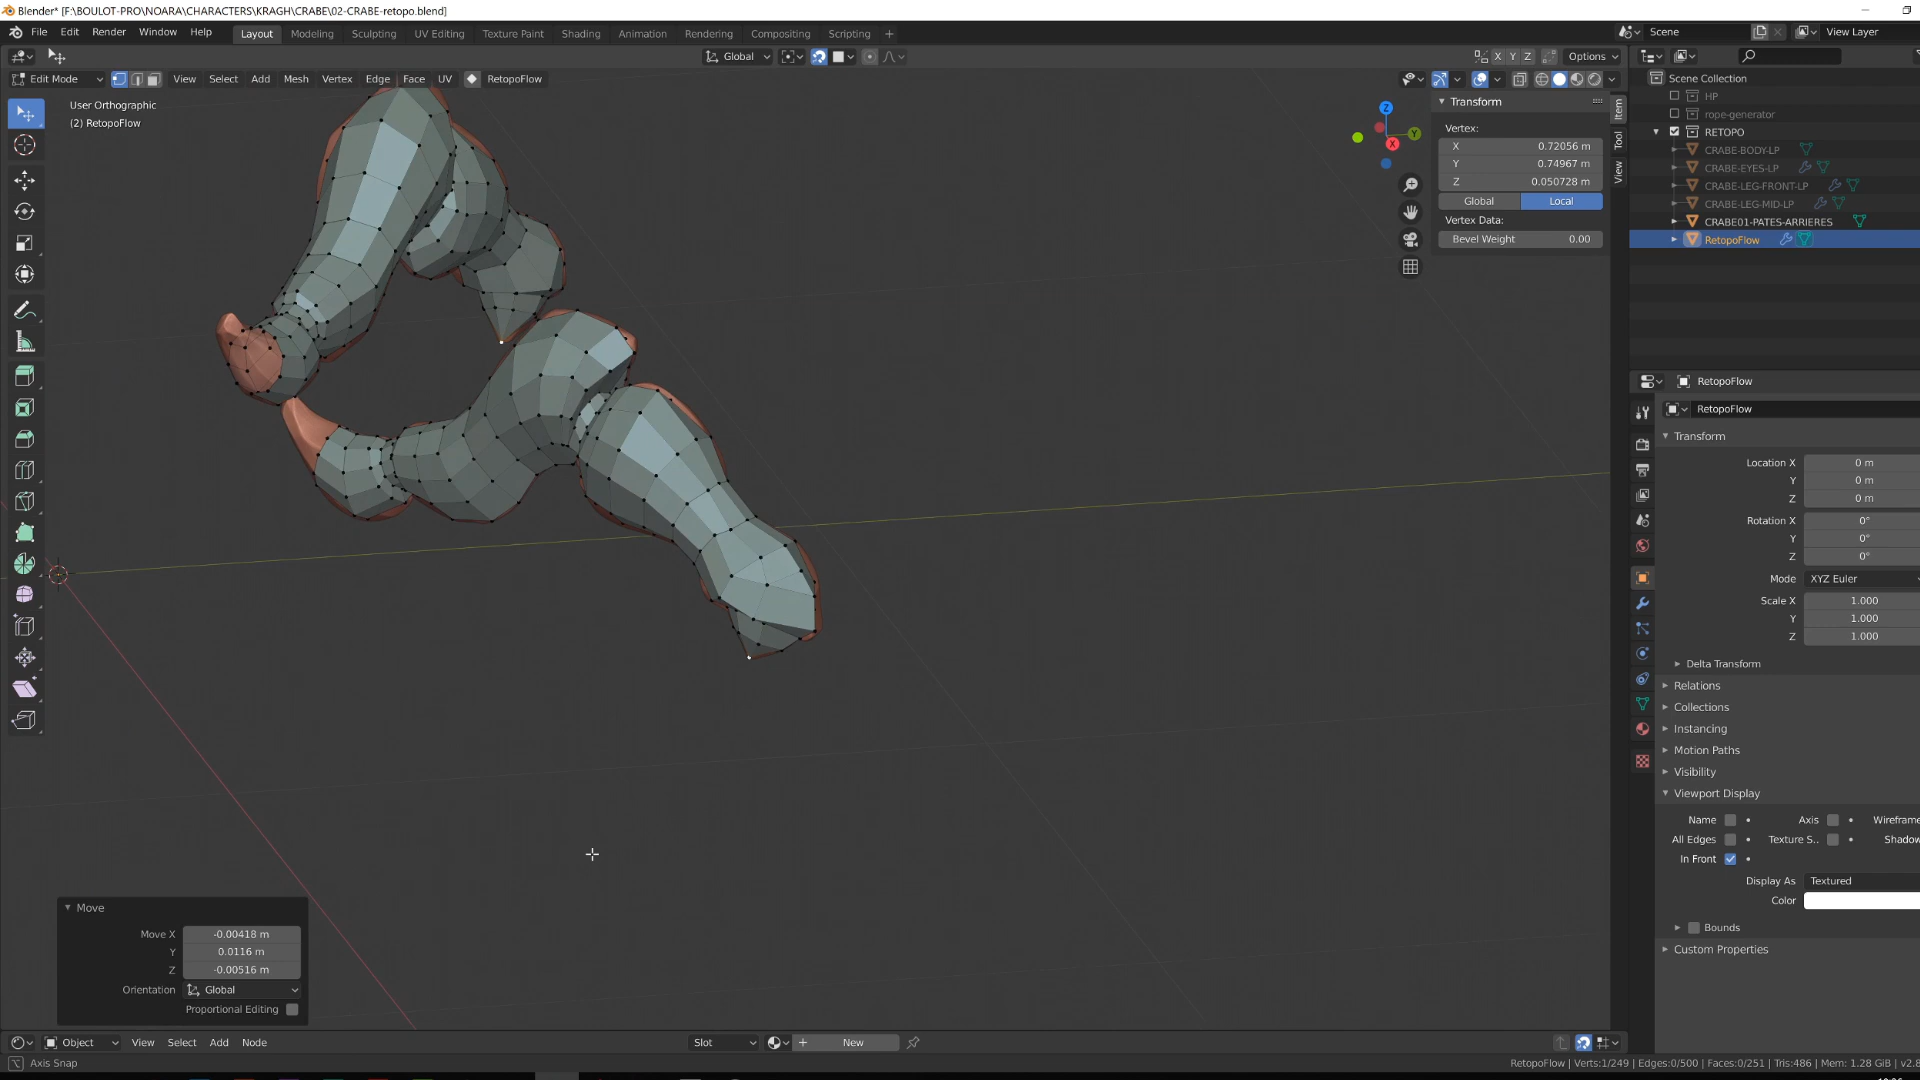 Blender* [F:\BOULOT-PRO\NOARA\CHARACTERS\KRAGH\CRABE\02-CRABE-retopo.blend]
File Edit Render Window Help Layout Modeling Sculpting UV Editing Texture Paint Shading Animation Rendering Compositing Scripting + Scene View Layer
Global X Y Z Options
Edit Mode View Select Add Mesh Vertex Edge Face UV RetopoFlow
User Orthographic
(2) RetopoFlow
Z
Y
X
Transform
Vertex:
X 0.72056 m
Y 0.74967 m
Z 0.050728 m
Global Local
Vertex Data:
Bevel Weight 0.00
Item
Tool
View
Scene Collection
HP
rope-generator
RETOPO
CRABE-BODY-LP
CRABE-EYES-LP
CRABE-LEG-FRONT-LP
CRABE-LEG-MID-LP
CRABE01-PATES-ARRIERES
RetopoFlow
RetopoFlow
RetopoFlow
Transform
Location X 0 m
Y 0 m
Z 0 m
Rotation X 0°
Y 0°
Z 0°
Mode XYZ Euler
Scale X 1.000
Y 1.000
Z 1.000
Delta Transform
Relations
Collections
Instancing
Motion Paths
Visibility
Viewport Display
Name Axis Wireframe
All Edges Texture S.. Shadow
In Front
Display As Textured
Color
Bounds
Custom Properties
Move
Move X -0.00418 m
Y 0.0116 m
Z -0.00516 m
Orientation Global
Proportional Editing
Object View Select Add Node Slot + New
Axis Snap
RetopoFlow | Verts:1/249 | Edges:0/500 | Faces:0/251 | Tris:486 | Mem: 1.28 GiB | v2.8